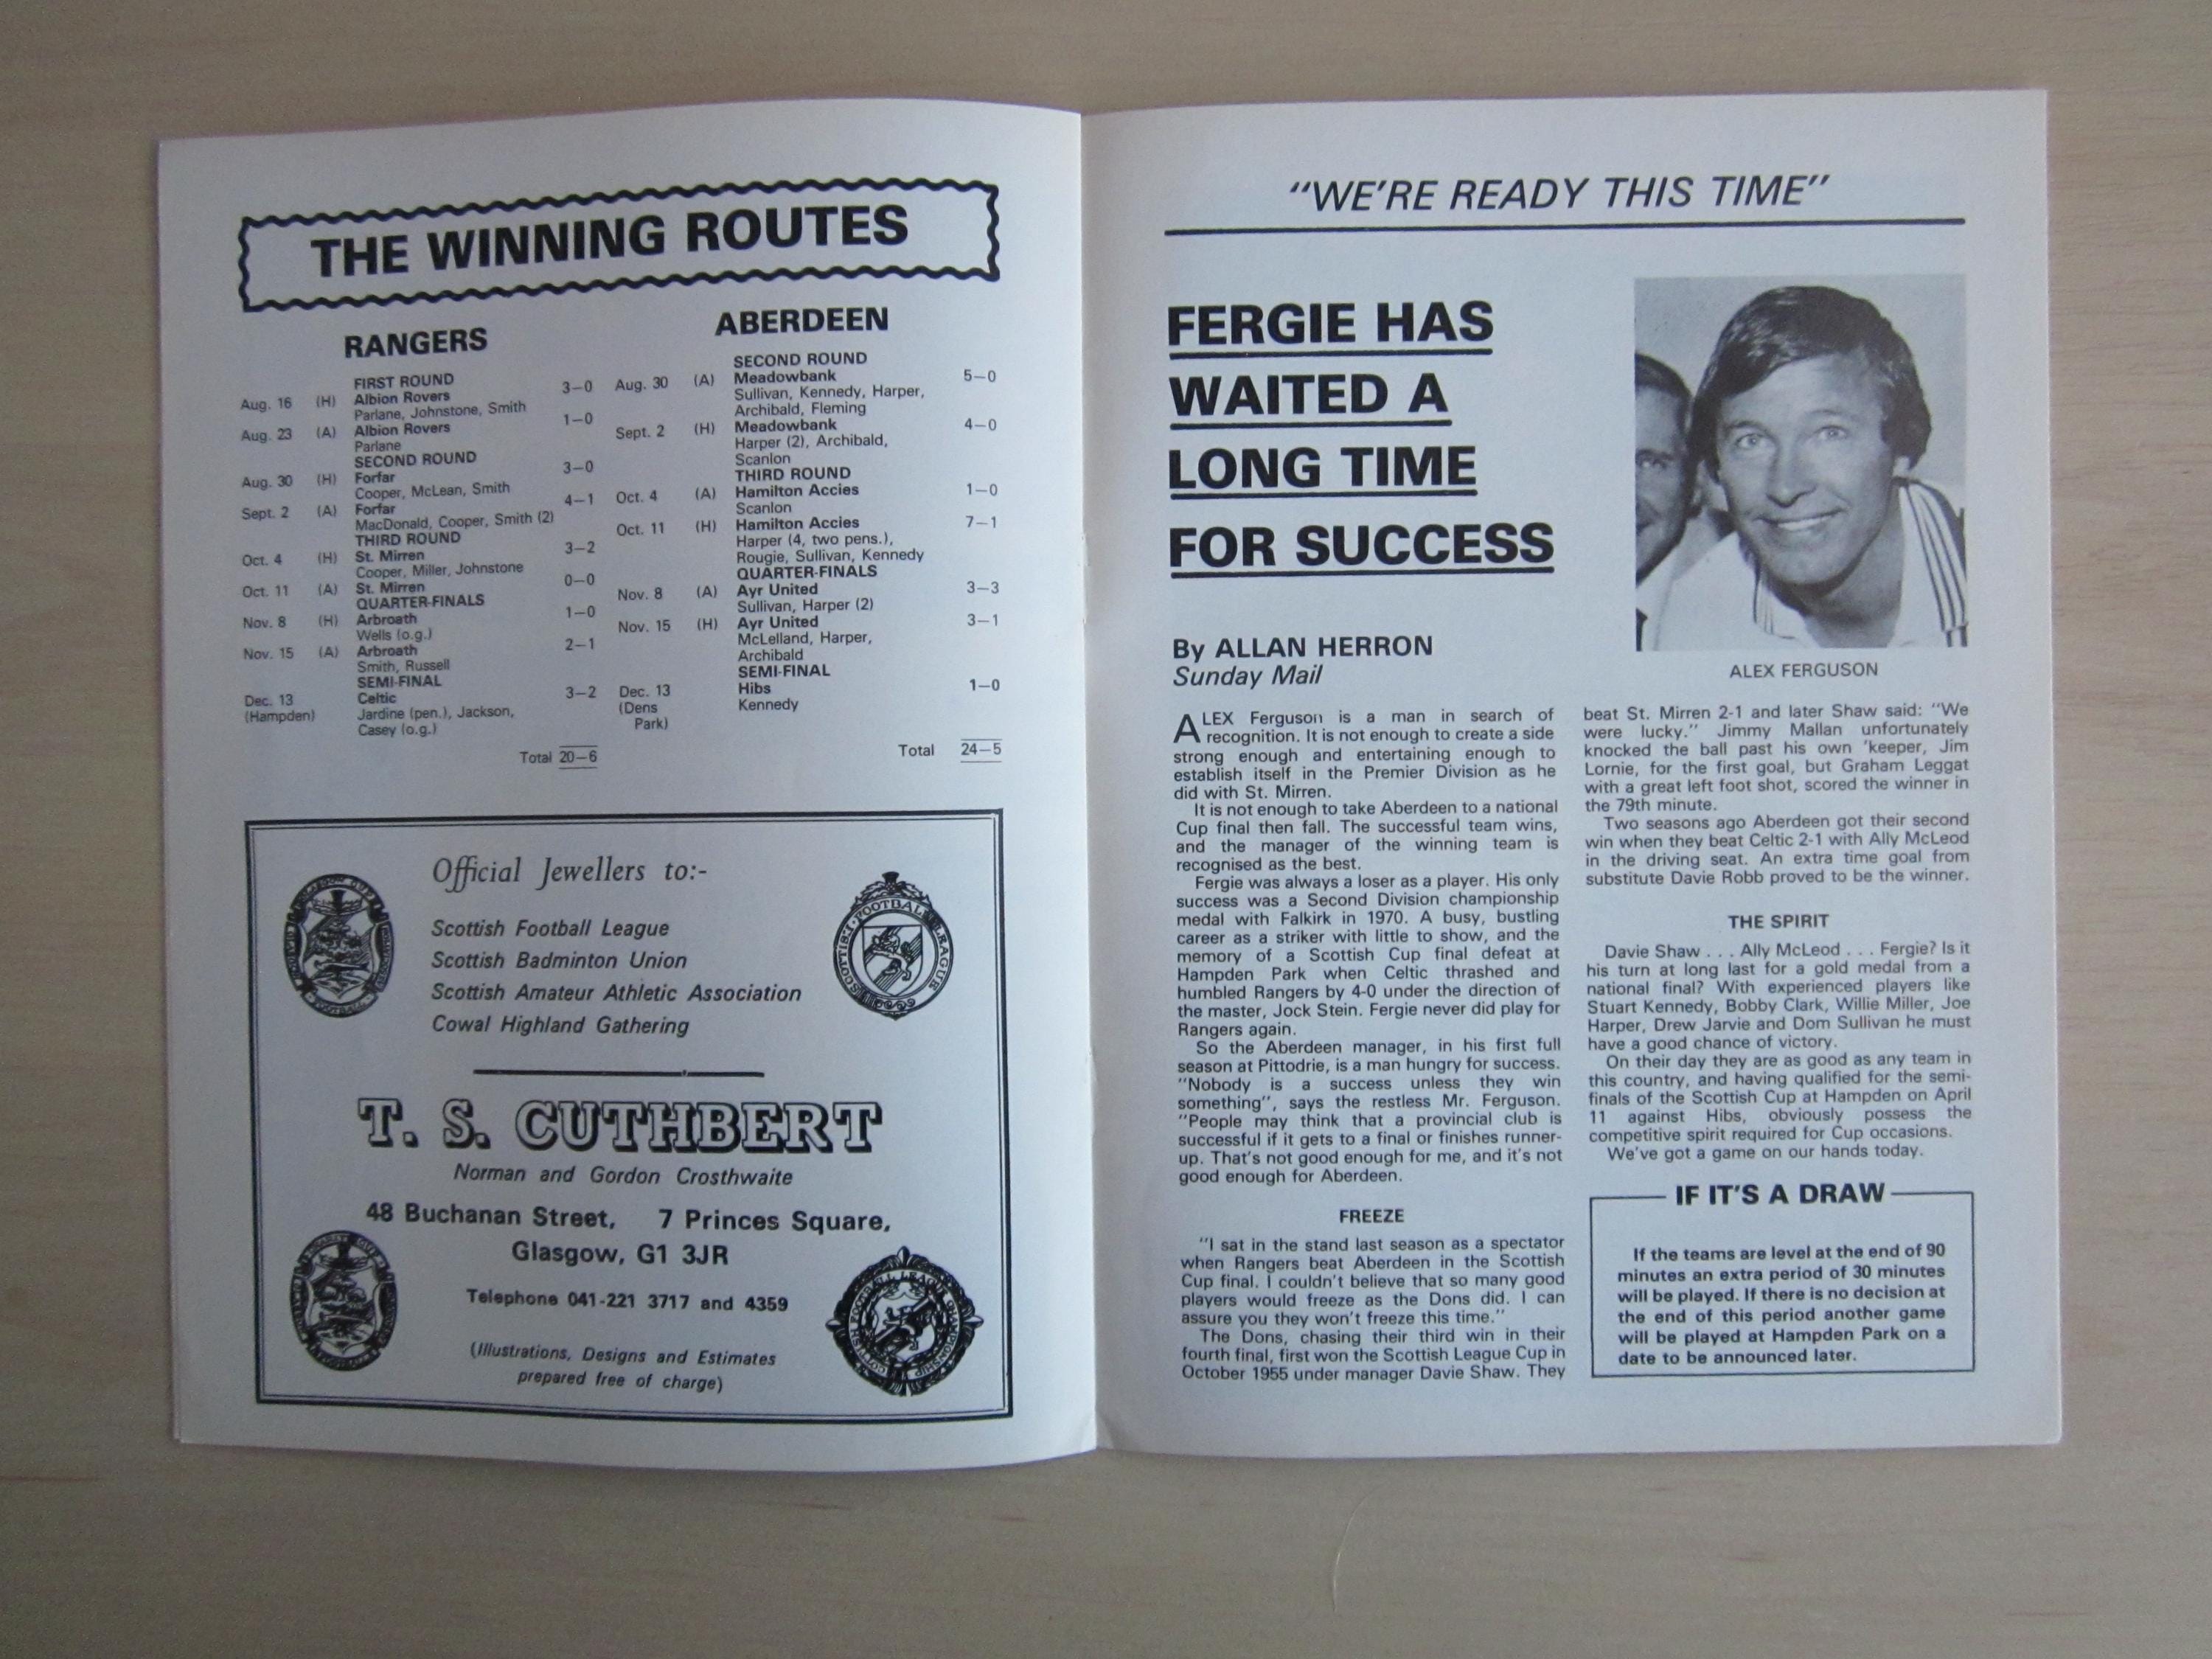 THE WINNING ROUTES
RANGERS
FIRST ROUND
Aug. 16 (H) Albion Rovers 3—0
Parlane, Johnstone, Smith
Aug. 23 (A) Albion Rovers 1—0
Parlane
SECOND ROUND
Aug. 30 (H) Forfar 3—0
Cooper, McLean, Smith
Sept. 2 (A) Forfar 4—1
MacDonald, Cooper, Smith (2)
THIRD ROUND
Oct. 4 (H) St. Mirren 3—2
Cooper, Miller, Johnstone
Oct. 11 (A) St. Mirren 0—0
QUARTER-FINALS
Nov. 8 (H) Arbroath 1—0
Wells (o.g.)
Nov. 15 (A) Arbroath 2—1
Smith, Russell
SEMI-FINAL
Dec. 13 Celtic 3—2
(Hampden) Jardine (pen.), Jackson,
Casey (o.g.)
Total 20—6
ABERDEEN
SECOND ROUND
Aug. 30 (A) Meadowbank 5—0
Sullivan, Kennedy, Harper,
Archibald, Fleming
Sept. 2 (H) Meadowbank 4—0
Harper (2), Archibald,
Scanlon
THIRD ROUND
Oct. 4 (A) Hamilton Accies 1—0
Scanlon
Oct. 11 (H) Hamilton Accies 7—1
Harper (4, two pens.),
Rougie, Sullivan, Kennedy
QUARTER-FINALS
Nov. 8 (A) Ayr United 3—3
Sullivan, Harper (2)
Nov. 15 (H) Ayr United 3—1
McLelland, Harper,
Archibald
SEMI-FINAL
Dec. 13 Hibs 1—0
(Dens Kennedy
Park)
Total 24—5
Official Jewellers to:-
Scottish Football League
Scottish Badminton Union
Scottish Amateur Athletic Association
Cowal Highland Gathering
SCOTTISH FOOTBALL LEAGUE
T. S. CUTHBERT
Norman and Gordon Crosthwaite
48 Buchanan Street, 7 Princes Square,
Glasgow, G1 3JR
Telephone 041-221 3717 and 4359
(Illustrations, Designs and Estimates
prepared free of charge)
"WE'RE READY THIS TIME"
FERGIE HAS
WAITED A
LONG TIME
FOR SUCCESS
By ALLAN HERRON
Sunday Mail
ALEX FERGUSON
ALEX Ferguson is a man in search of
recognition. It is not enough to create a side
strong enough and entertaining enough to
establish itself in the Premier Division as he
did with St. Mirren.
It is not enough to take Aberdeen to a national
Cup final then fall. The successful team wins,
and the manager of the winning team is
recognised as the best.
Fergie was always a loser as a player. His only
success was a Second Division championship
medal with Falkirk in 1970. A busy, bustling
career as a striker with little to show, and the
memory of a Scottish Cup final defeat at
Hampden Park when Celtic thrashed and
humbled Rangers by 4-0 under the direction of
the master, Jock Stein. Fergie never did play for
Rangers again.
So the Aberdeen manager, in his first full
season at Pittodrie, is a man hungry for success.
"Nobody is a success unless they win
something", says the restless Mr. Ferguson.
"People may think that a provincial club is
successful if it gets to a final or finishes runner-
up. That's not good enough for me, and it's not
good enough for Aberdeen.
FREEZE
"I sat in the stand last season as a spectator
when Rangers beat Aberdeen in the Scottish
Cup final. I couldn't believe that so many good
players would freeze as the Dons did. I can
assure you they won't freeze this time."
The Dons, chasing their third win in their
fourth final, first won the Scottish League Cup in
October 1955 under manager Davie Shaw. They
beat St. Mirren 2-1 and later Shaw said: "We
were lucky." Jimmy Mallan unfortunately
knocked the ball past his own 'keeper, Jim
Lornie, for the first goal, but Graham Leggat
with a great left foot shot, scored the winner in
the 79th minute.
Two seasons ago Aberdeen got their second
win when they beat Celtic 2-1 with Ally McLeod
in the driving seat. An extra time goal from
substitute Davie Robb proved to be the winner.
THE SPIRIT
Davie Shaw . . . Ally McLeod . . . Fergie? Is it
his turn at long last for a gold medal from a
national final? With experienced players like
Stuart Kennedy, Bobby Clark, Willie Miller, Joe
Harper, Drew Jarvie and Dom Sullivan he must
have a good chance of victory.
On their day they are as good as any team in
this country, and having qualified for the semi-
finals of the Scottish Cup at Hampden on April
11 against Hibs, obviously possess the
competitive spirit required for Cup occasions.
We've got a game on our hands today.
IF IT'S A DRAW
If the teams are level at the end of 90
minutes an extra period of 30 minutes
will be played. If there is no decision at
the end of this period another game
will be played at Hampden Park on a
date to be announced later.